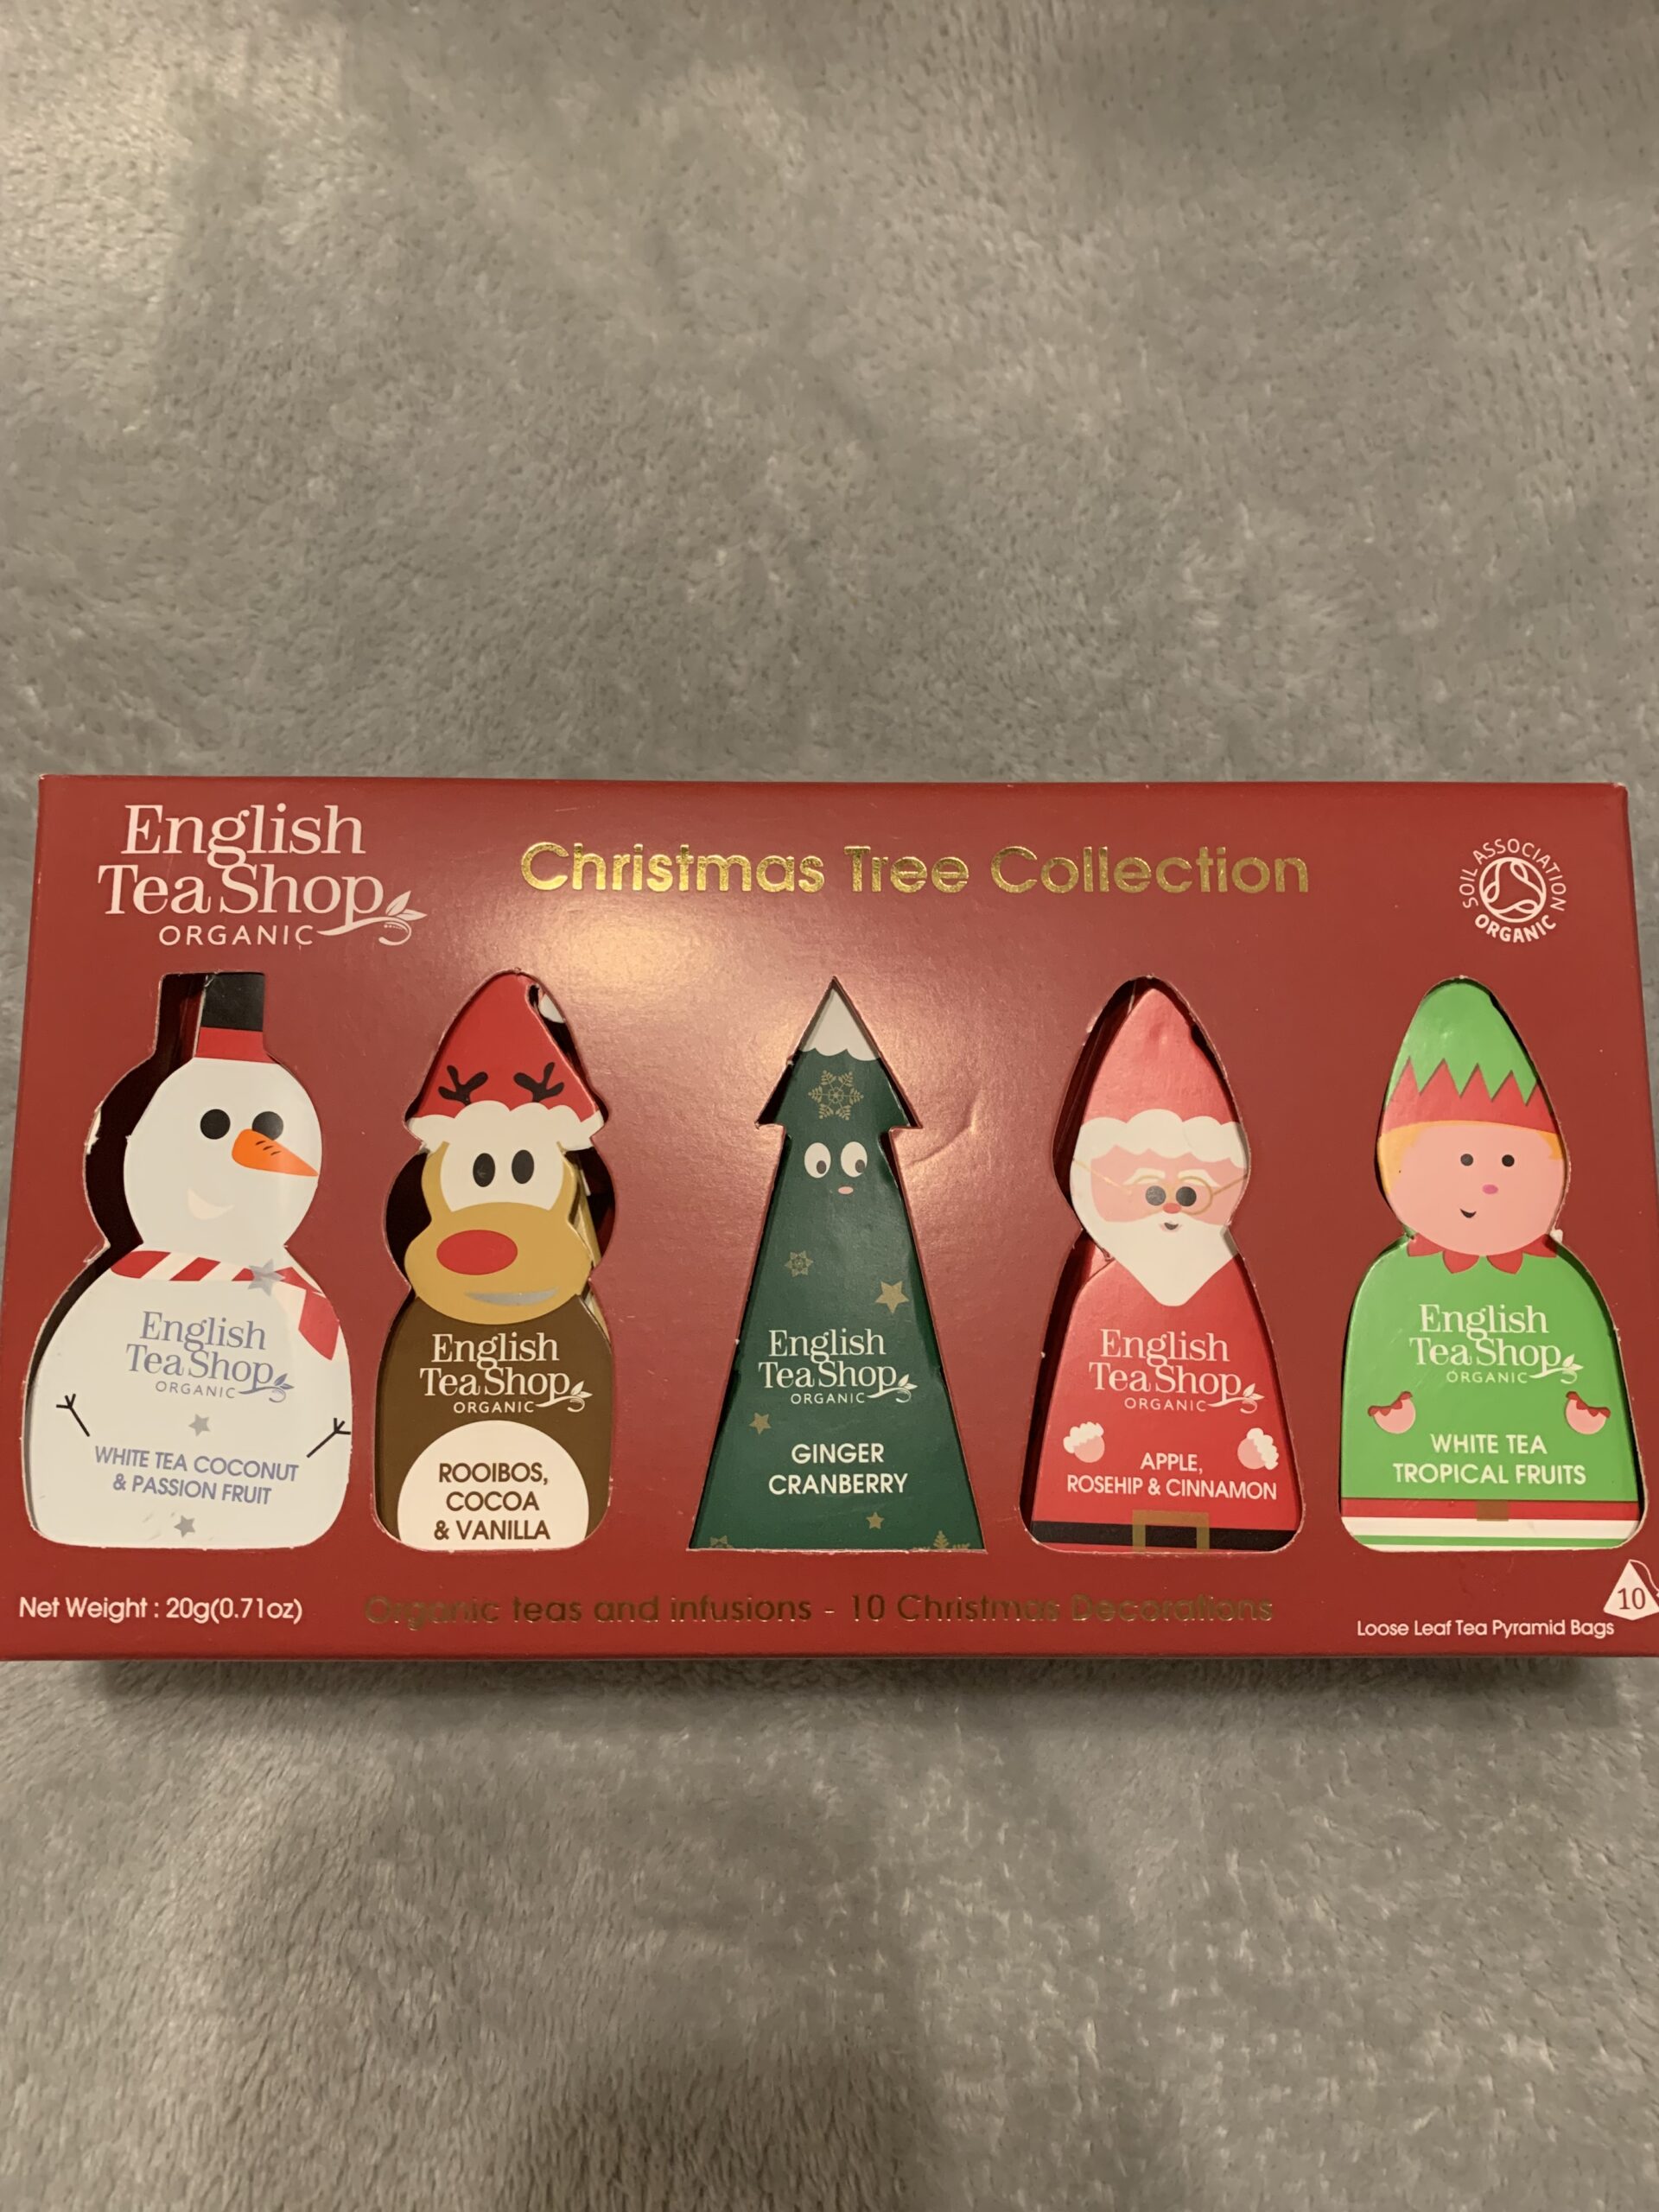 English
Tea Shop
ORGANIC
Christmas Tree Collection
SOIL ASSOCIATION
ORGANIC
English
Tea Shop
ORGANIC
WHITE TEA COCONUT
& PASSION FRUIT
English
Tea Shop
ORGANIC
ROOIBOS,
COCOA
& VANILLA
English
Tea Shop
ORGANIC
GINGER
CRANBERRY
English
Tea Shop
ORGANIC
APPLE,
ROSEHIP & CINNAMON
English
Tea Shop
ORGANIC
WHITE TEA
TROPICAL FRUITS
Net Weight : 20g(0.71oz)
Organic teas and infusions - 10 Christmas Decorations
10
Loose Leaf Tea Pyramid Bags